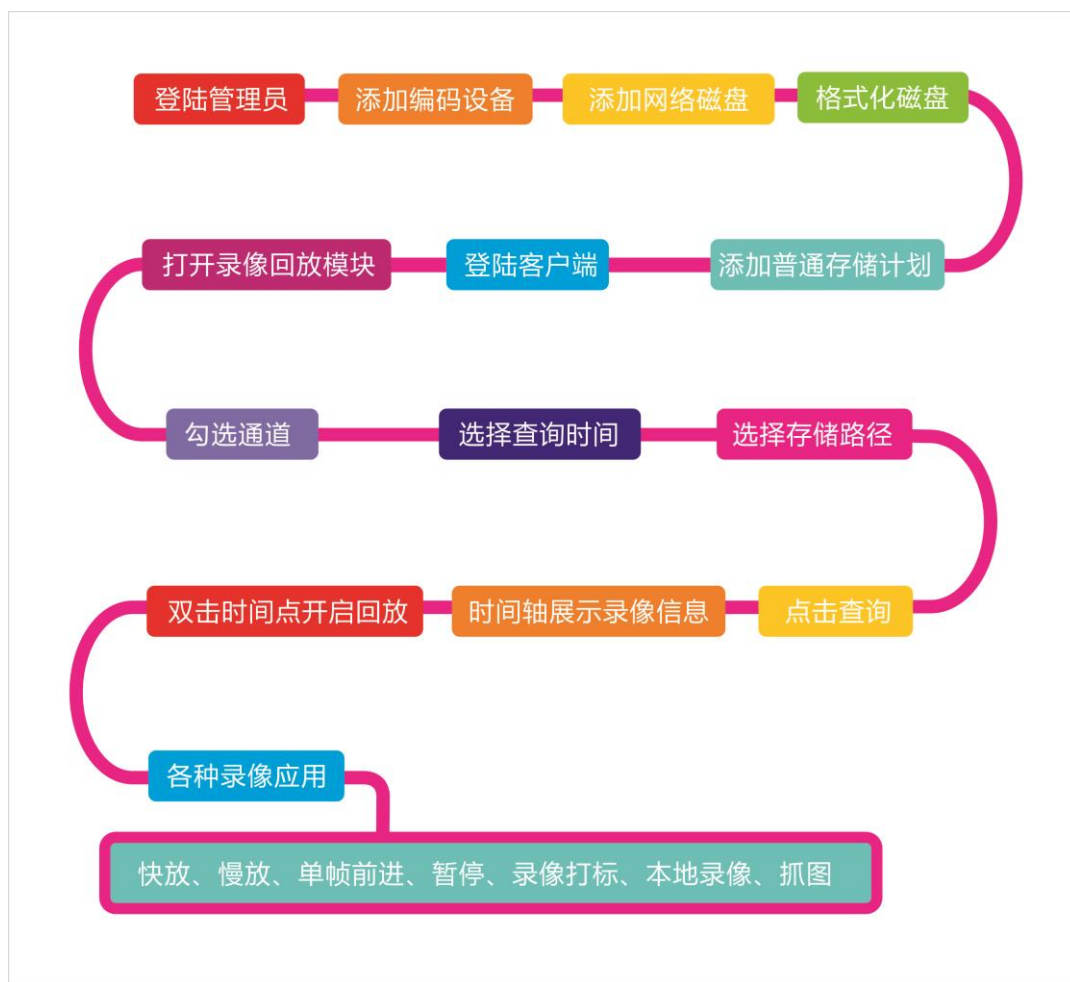 登陆管理员
添加编码设备
添加网络磁盘
格式化磁盘
添加普通存储计划
登陆客户端
打开录像回放模块
勾选通道
选择查询时间
选择存储路径
点击查询
时间轴展示录像信息
双击时间点开启回放
各种录像应用
快放、慢放、单帧前进、暂停、录像打标、本地录像、抓图